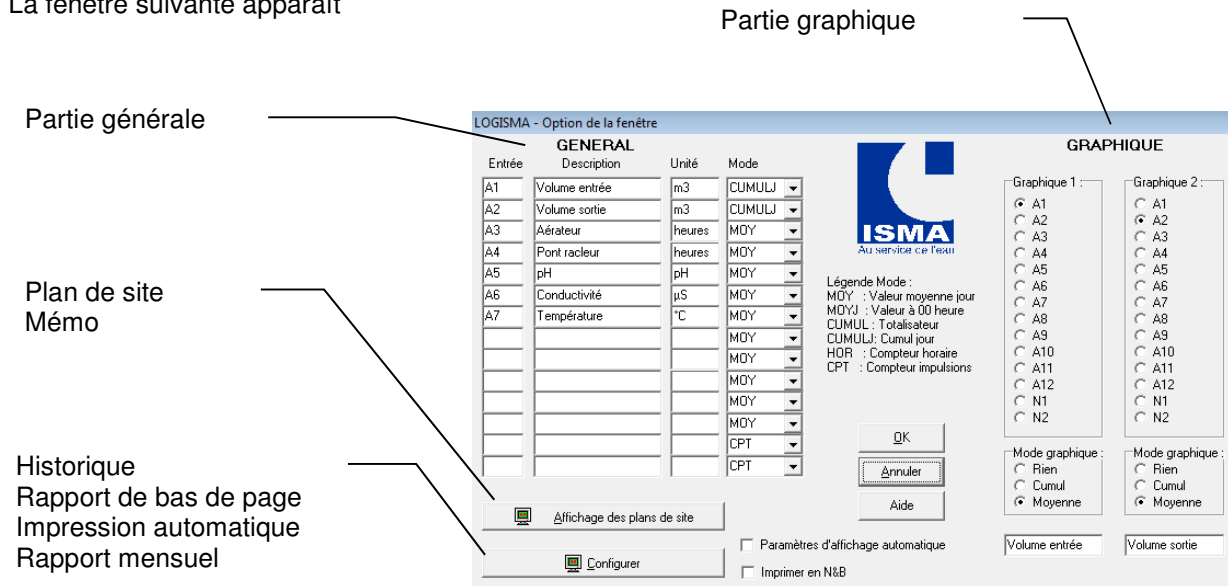 La fenêtre suivante apparaît
Partie graphique
Partie générale
Plan de site
Mémo
Historique
Rapport de bas de page
Impression automatique
Rapport mensuel
LOGISMA - Option de la fenêtre
GENERAL
Entrée Description Unité Mode
A1 Volume entrée m3 CUMULJ
A2 Volume sortie m3 CUMULJ
A3 Aérateur heures MOY
A4 Pont racleur heures MOY
A5 pH pH MOY
A6 Conductivité µS MOY
A7 Température °C MOY
MOY
MOY
MOY
MOY
MOY
CPT
CPT
Affichage des plans de site
Configurer
ISMA
Au service de l'eau
Légende Mode :
MOY : Valeur moyenne jour
MOYJ : Valeur à 00 heure
CUMUL : Totalisateur
CUMULJ: Cumul jour
HOR : Compteur horaire
CPT : Compteur impulsions
OK
Annuler
Aide
Paramètres d'affichage automatique
Imprimer en N&B
GRAPHIQUE
Graphique 1 :
A1
A2
A3
A4
A5
A6
A7
A8
A9
A10
A11
A12
N1
N2
Mode graphique :
Rien
Cumul
Moyenne
Volume entrée
Graphique 2 :
A1
A2
A3
A4
A5
A6
A7
A8
A9
A10
A11
A12
N1
N2
Mode graphique :
Rien
Cumul
Moyenne
Volume sortie